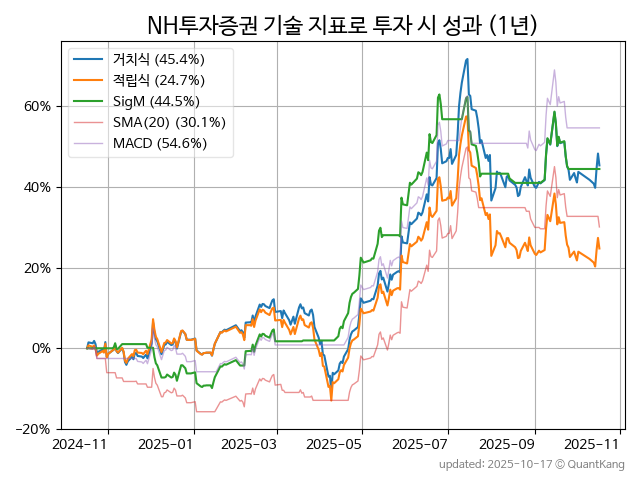 NH투자증권 기술 지표로 투자 시 성과 (1년)
거치식 (45.4%)
적립식 (24.7%)
SigM (44.5%)
SMA(20) (30.1%)
MACD (54.6%)
60%
40%
20%
0%
−20%
2024-11 2025-01 2025-03 2025-05 2025-07 2025-09 2025-11
updated: 2025-10-17 © QuantKang